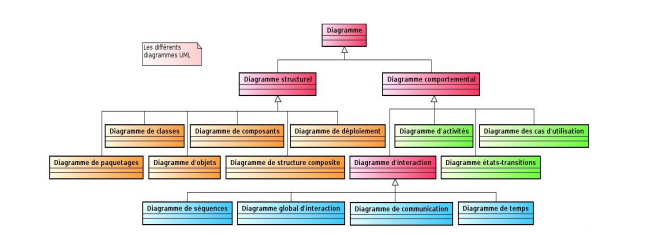 Diagramme
Les différents
diagrammes UML
Diagramme structurel
Diagramme comportemental
Diagramme de classes
Diagramme de composants
Diagramme de déploiement
Diagramme d'activités
Diagramme des cas d'utilisation
Diagramme de paquetages
Diagramme d'objets
Diagramme de structure composite
Diagramme d'interaction
Diagramme états-transitions
Diagramme de séquences
Diagramme global d'interaction
Diagramme de communication
Diagramme de temps